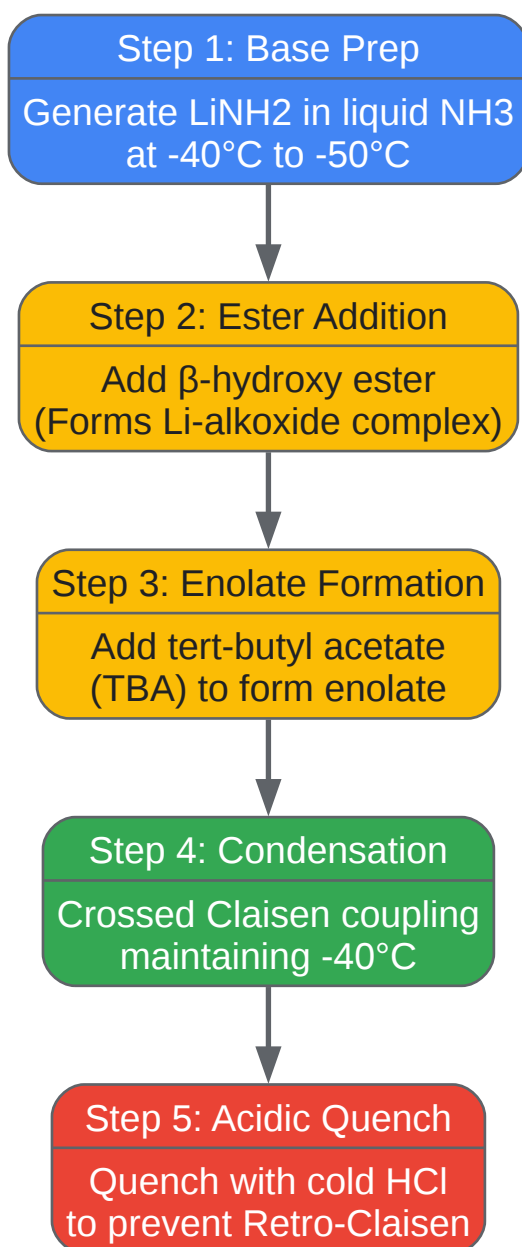 Step 1: Base Prep
Generate LiNH2 in liquid NH3
at -40°C to -50°C
Step 2: Ester Addition
Add β-hydroxy ester
(Forms Li-alkoxide complex)
Step 3: Enolate Formation
Add tert-butyl acetate
(TBA) to form enolate
Step 4: Condensation
Crossed Claisen coupling
maintaining -40°C
Step 5: Acidic Quench
Quench with cold HCl
to prevent Retro-Claisen